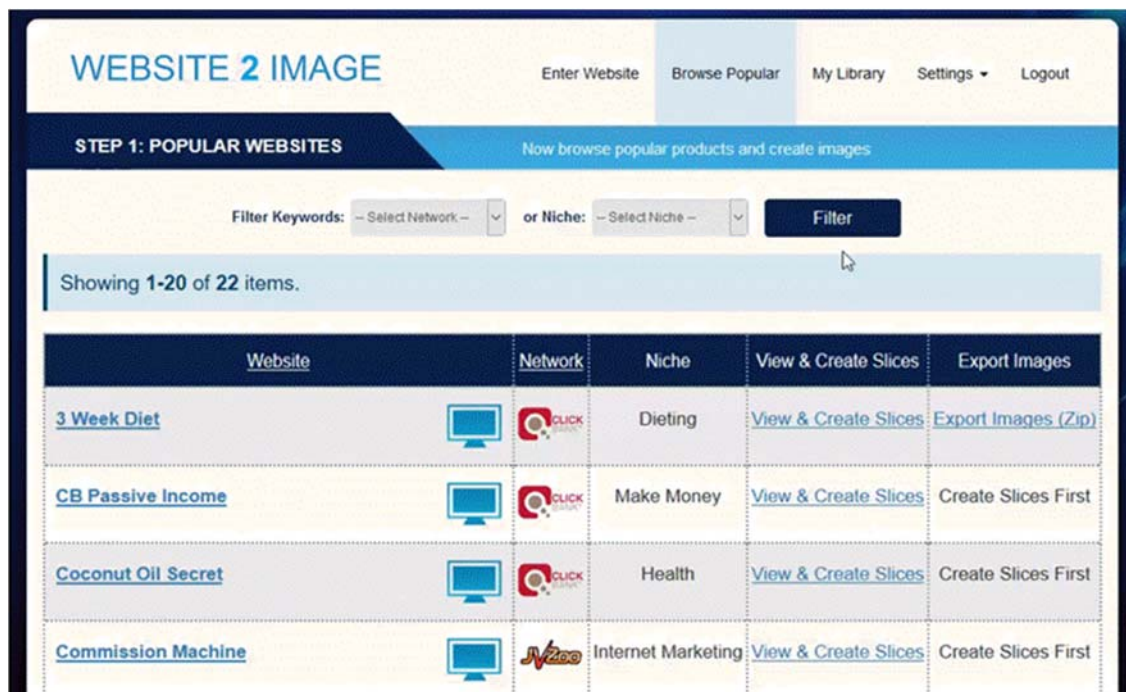 WEBSITE 2 IMAGE
Enter Website Browse Popular My Library Settings Logout
STEP 1: POPULAR WEBSITES
Now browse popular products and create images
Filter Keywords: -- Select Network -- or Niche: -- Select Niche -- Filter
Showing 1-20 of 22 items.
Website Network Niche View & Create Slices Export Images
3 Week Diet CLICK BANK Dieting View & Create Slices Export Images (Zip)
CB Passive Income CLICK BANK Make Money View & Create Slices Create Slices First
Coconut Oil Secret CLICK BANK Health View & Create Slices Create Slices First
Commission Machine JVZoo Internet Marketing View & Create Slices Create Slices First